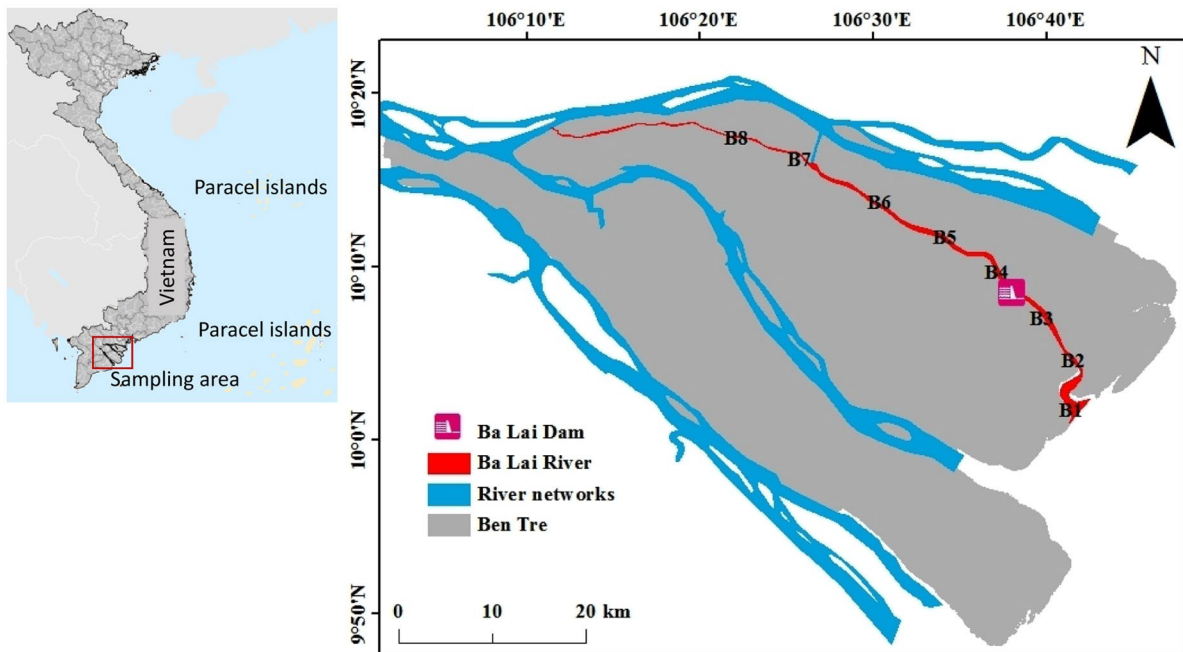 Paracel islands
Vietnam
Paracel islands
Sampling area
106°10'E
106°20'E
106°30'E
106°40'E
N
10°20'N
10°10'N
10°0'N
9°50'N
B8
B7
B6
B5
B4
B3
B2
B1
Ba Lai Dam
Ba Lai River
River networks
Ben Tre
0 10 20 km